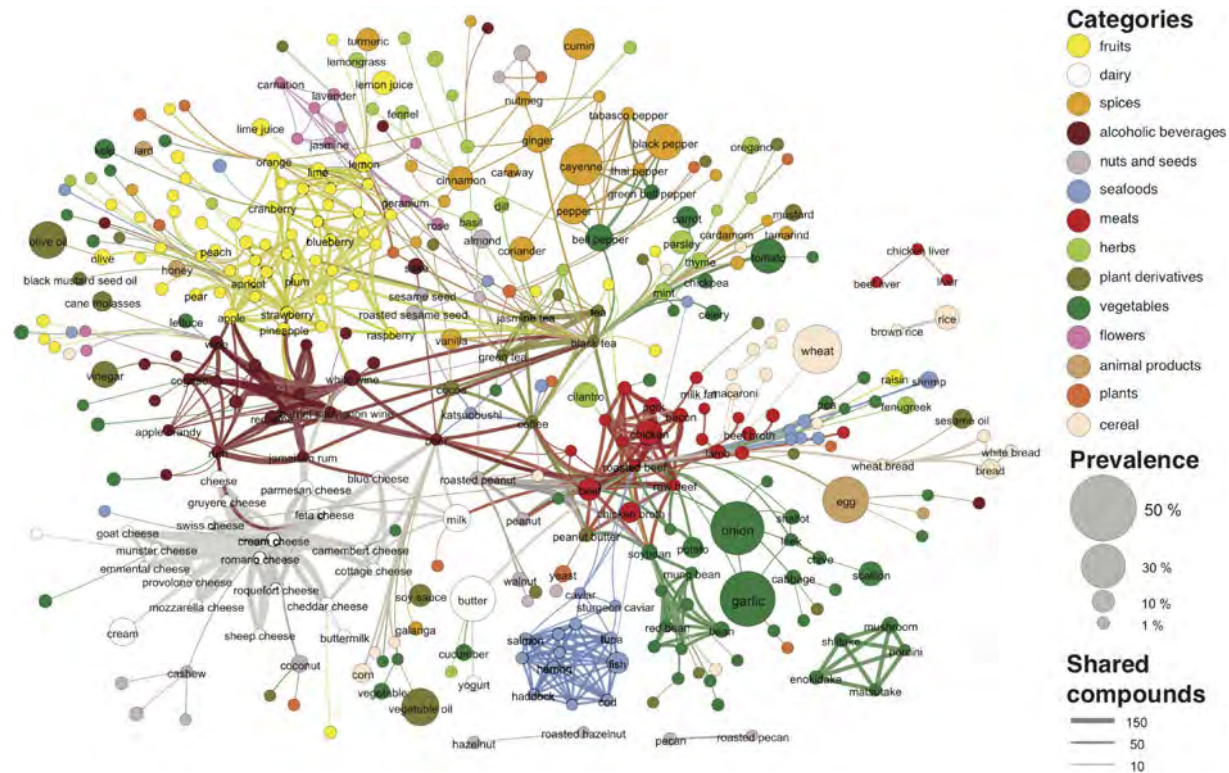 Categories
fruits
dairy
spices
alcoholic beverages
nuts and seeds
seafoods
meats
herbs
plant derivatives
vegetables
flowers
animal products
plants
cereal
Prevalence
50 %
30 %
10 %
1 %
Shared
compounds
150
50
10
turmeric
cumin
lemongrass
carnation
lemon juice
lavender
nutmeg
fennel
tabasco pepper
lime juice
jasmine
ginger
black pepper
oregano
lard
orange
lemon
lime
cayenne
thai pepper
cinnamon
caraway
green bell pepper
cranberry
geranium
dill
pepper
rose
basil
carrot
mustard
olive oil
peach
blueberry
almond
bell pepper
parsley
cardamom
tamarind
olive
coriander
thyme
tomato
chicken liver
black mustard seed oil
honey
apricot
plum
chickpea
beef liver
liver
cane molasses
pear
sesame seed
mint
lettuce
apple
strawberry
roasted sesame seed
jasmine tea
tea
celery
rice
pineapple
raspberry
vanilla
black tea
brown rice
wine
green tea
wheat
vinegar
cognac
white wine
cocoa
cilantro
milk fat
macaroni
raisin
shrimp
cabernet sauvignon wine
katsuobushi
pork
bacon
pea
fenugreek
apple brandy
beer
coffee
chicken
beef broth
sesame oil
rum
jamaican rum
lamb
cheese
blue cheese
roasted beef
wheat bread
white bread
bread
parmesan cheese
roasted peanut
beef
raw beef
gruyere cheese
feta cheese
milk
peanut
chicken broth
egg
swiss cheese
onion
shallot
goat cheese
cream cheese
camembert cheese
peanut butter
leek
munster cheese
romano cheese
cottage cheese
soybean
potato
chive
emmental cheese
walnut
yeast
mung bean
cabbage
scallion
provolone cheese
roquefort cheese
soy sauce
butter
caviar
mozzarella cheese
cheddar cheese
sturgeon caviar
garlic
cream
sheep cheese
buttermilk
galanga
salmon
tuna
red bean
bean
mushroom
cucumber
herring
fish
shiitake
porcini
cashew
coconut
corn
vegetable
yogurt
haddock
cod
enokidake
matsutake
vegetable oil
hazelnut
roasted hazelnut
pecan
roasted pecan